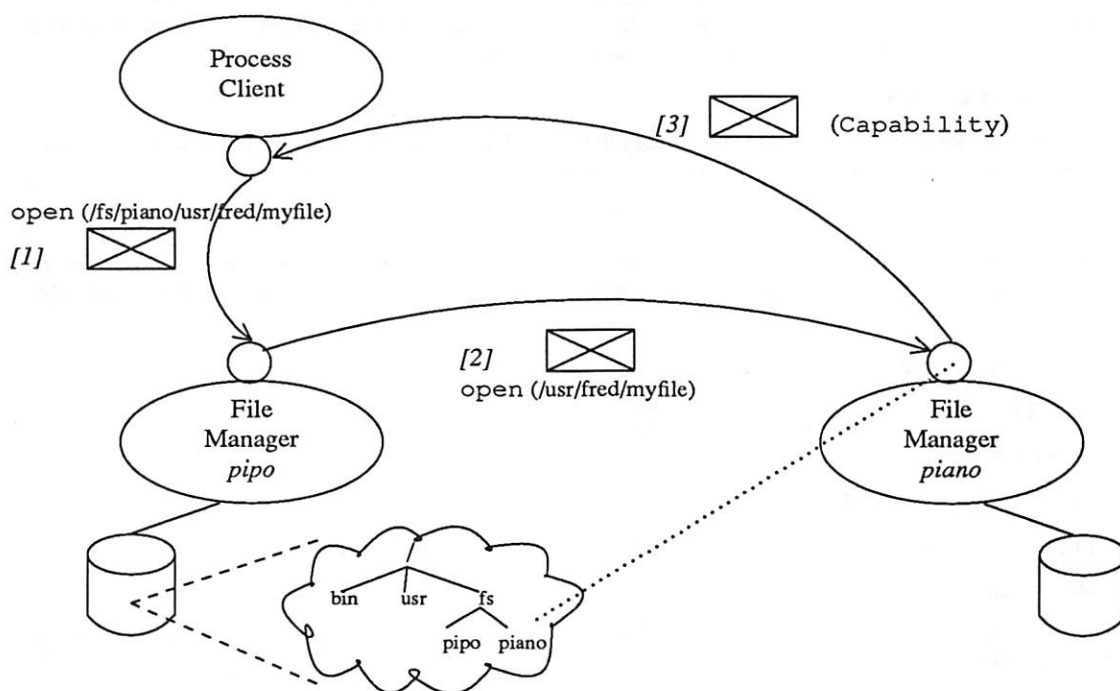 Process
Client
[3]
(Capability)
open (/fs/piano/usr/fred/myfile)
[1]
[2]
open (/usr/fred/myfile)
File
Manager
pipo
File
Manager
piano
/
bin
usr
fs
pipo
piano